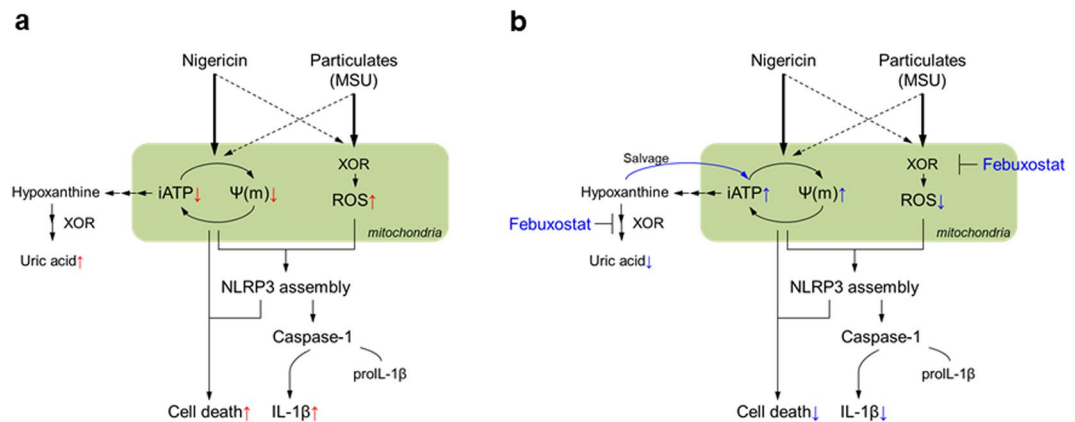 a
Nigericin
Particulates
(MSU)
XOR
Hypoxanthine
iATP↓
Ψ(m)↓
ROS↑
XOR
mitochondria
Uric acid↑
NLRP3 assembly
Caspase-1
proIL-1β
Cell death↑
IL-1β↑
b
Nigericin
Particulates
(MSU)
Salvage
XOR
Febuxostat
Hypoxanthine
iATP↑
Ψ(m)↑
ROS↓
Febuxostat
XOR
mitochondria
Uric acid↓
NLRP3 assembly
Caspase-1
proIL-1β
Cell death↓
IL-1β↓